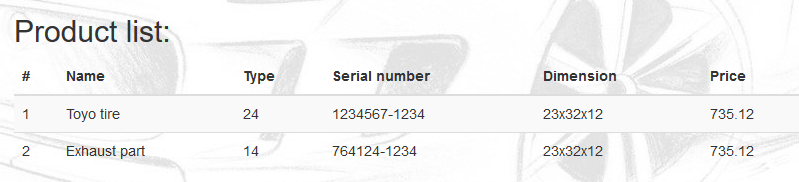 Product list:
# Name Type Serial number Dimension Price
1 Toyo tire 24 1234567-1234 23x32x12 735.12
2 Exhaust part 14 764124-1234 23x32x12 735.12